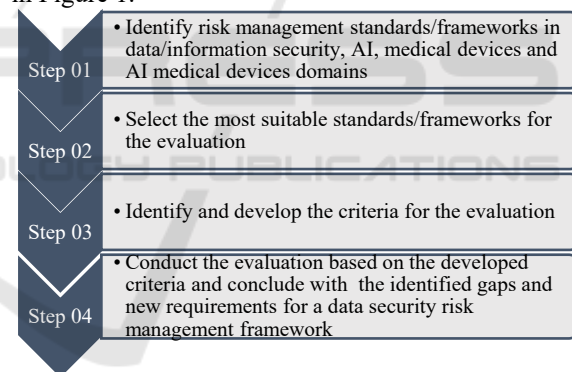 in Figure 1.
• Identify risk management standards/frameworks in
data/information security, AI, medical devices and
AI medical devices domains
Step 01
• Select the most suitable standards/frameworks for
the evaluation
Step 02
• Identify and develop the criteria for the evaluation
Step 03
• Conduct the evaluation based on the developed
criteria and conclude with the identified gaps and
new requirements for a data security risk
management framework
Step 04
PUBLICATIONS